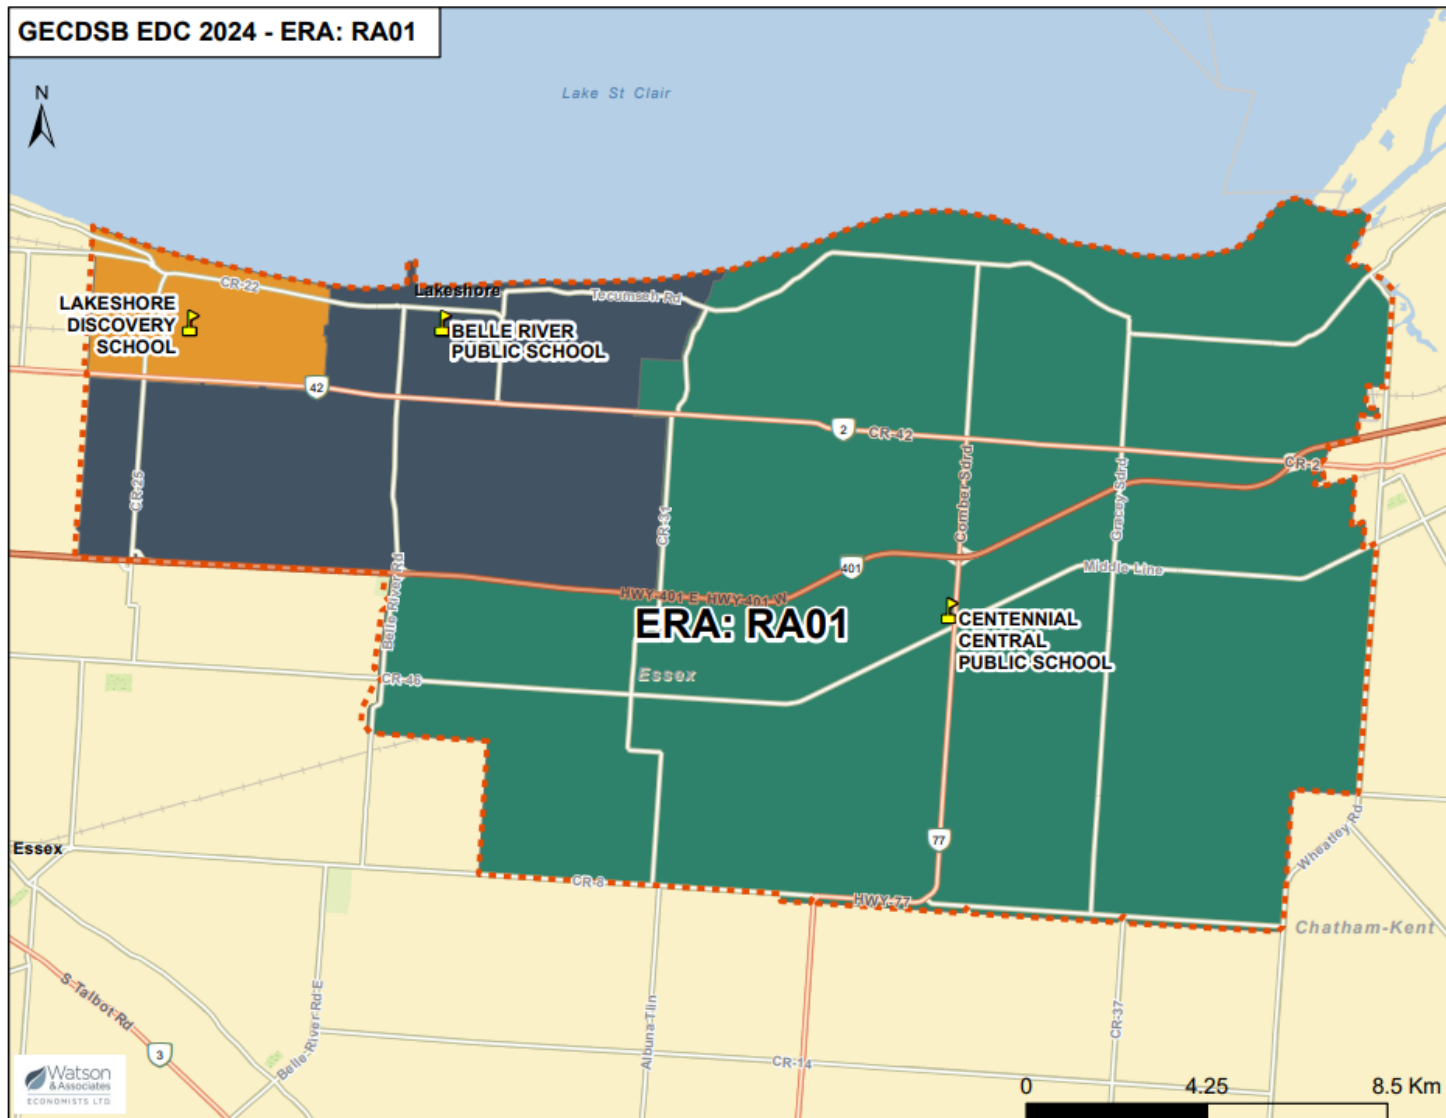 GECDSB EDC 2024 - ERA: RA01
N
Lake St Clair
CR-22
Lakeshore
Tecumseh Rd
LAKESHORE
DISCOVERY
SCHOOL
BELLE RIVER
PUBLIC SCHOOL
42
2
CR-42
CR-2
CR-25
CR-31
Comber Sdrd
Gracey Sdrd
Belle River Rd
401
Middle Line
HWY-401 E HWY-401 W
ERA: RA01
CENTENNIAL
CENTRAL
PUBLIC SCHOOL
Essex
CR-46
77
Essex
CR-8
HWY-77
Wheatley Rd
Chatham-Kent
S Talbot Rd
Belle River Rd E
Albuna Tlin
CR-37
3
CR-14
Watson
& Associates
ECONOMISTS LTD.
0 4.25 8.5 Km